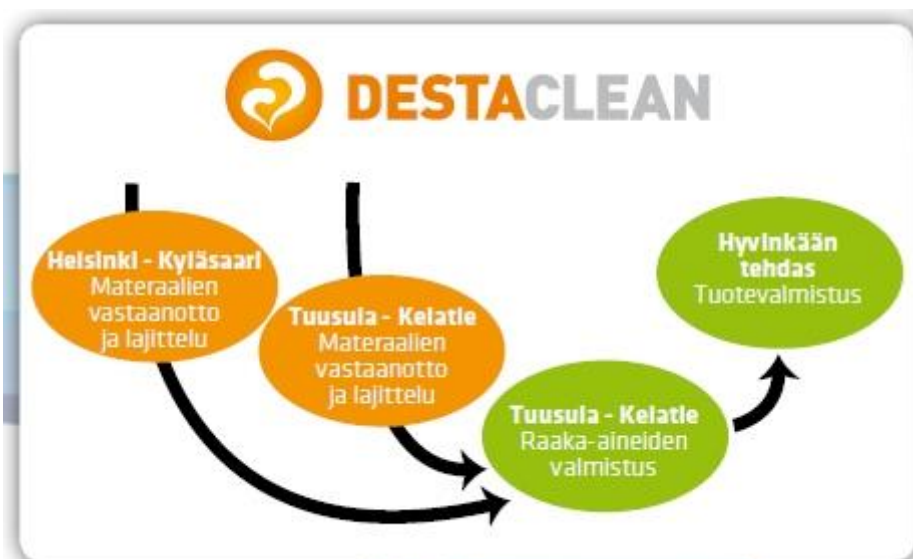 DESTACLEAN
Helsinki - Kyläsaari
Materaalien
vastaanotto
ja lajittelu
Tuusula - Kelatie
Materaalien
vastaanotto
ja lajittelu
Tuusula - Kelatie
Raaka-aineiden
valmistus
Hyvinkään
tehdas
Tuotevalmistus